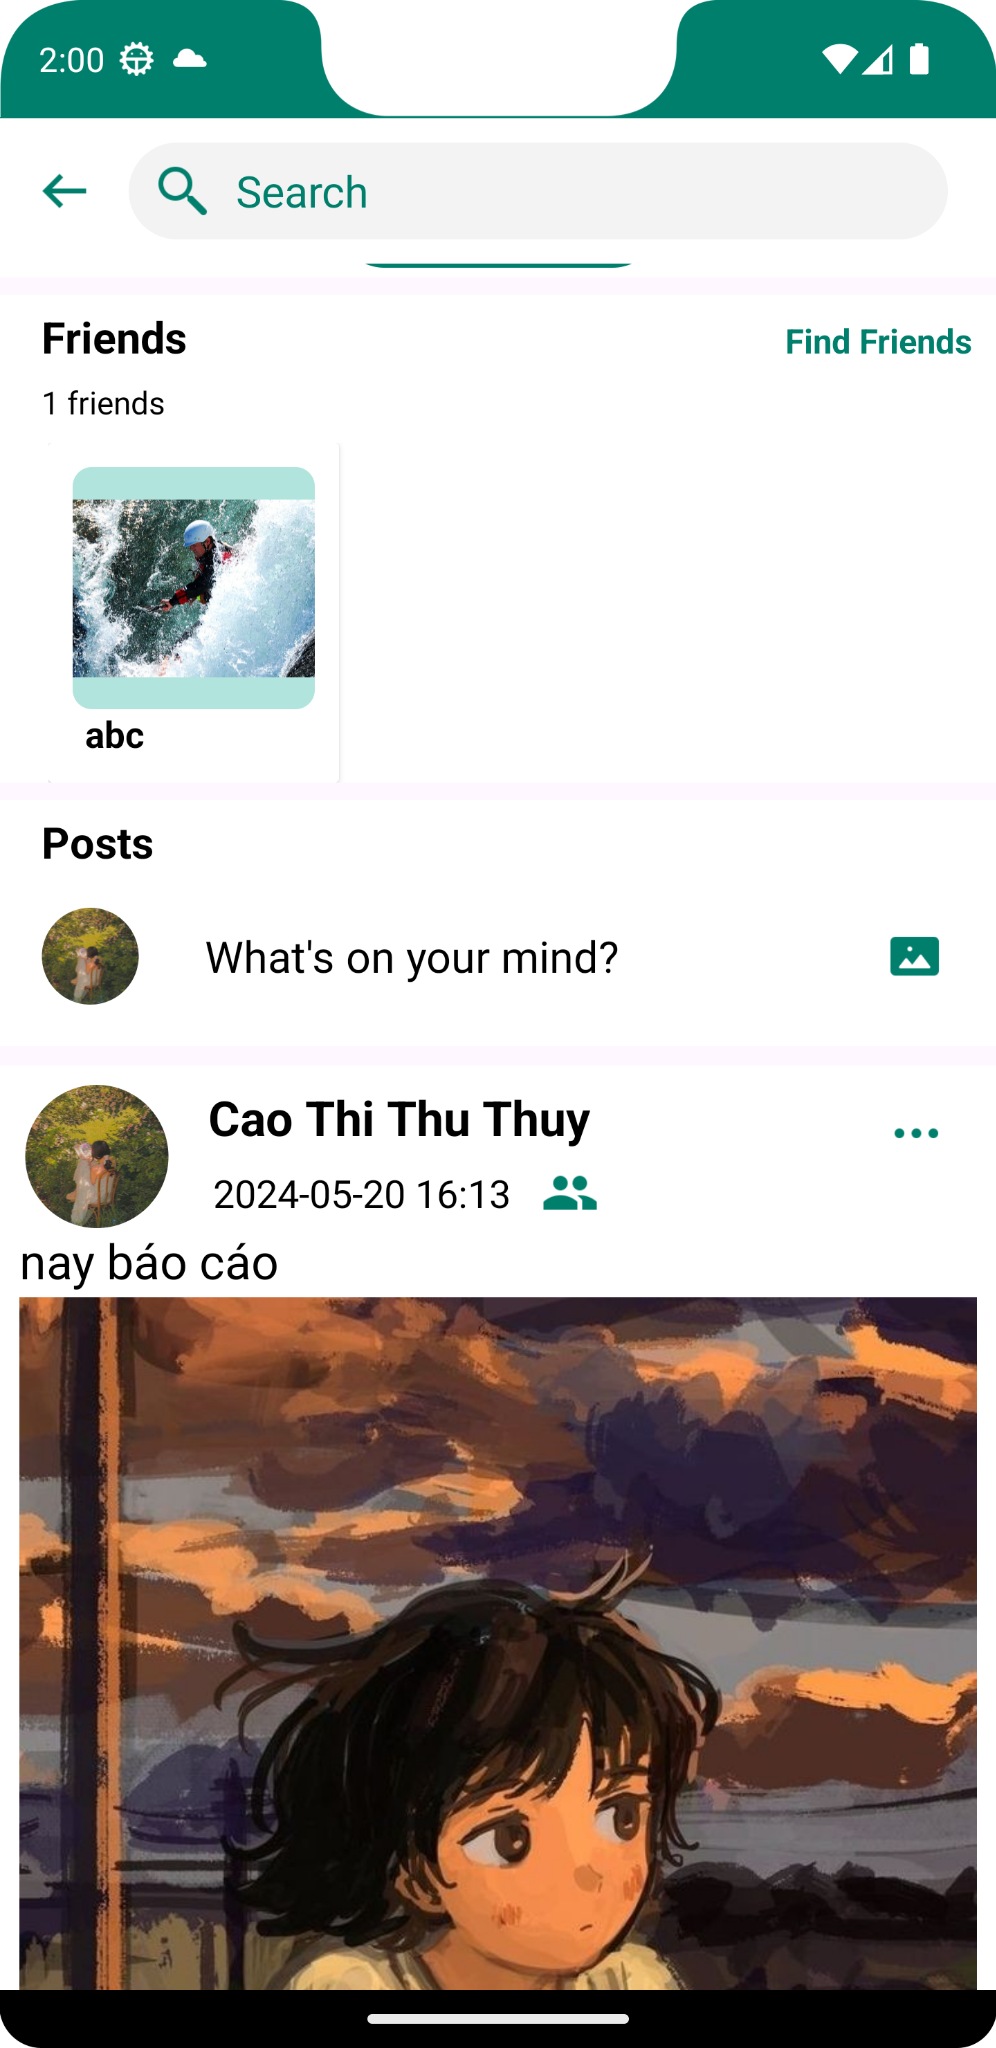 2:00
Search
Friends
Find Friends
1 friends
abc
Posts
What's on your mind?
Cao Thi Thu Thuy
2024-05-20 16:13
nay báo cáo